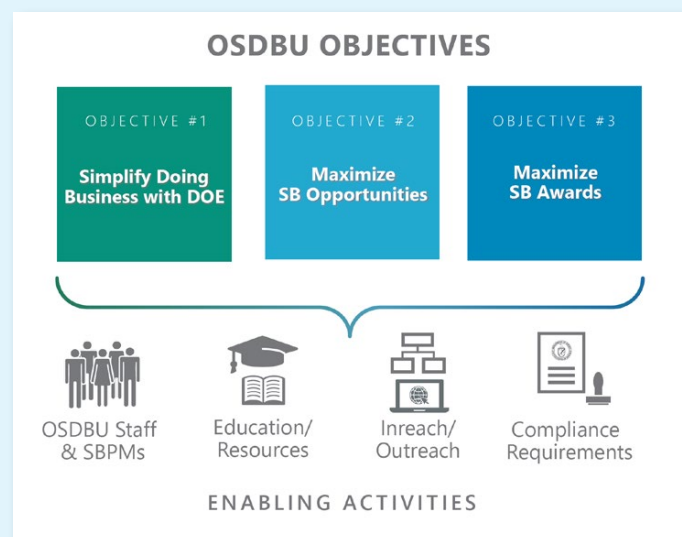 OSDBU OBJECTIVES
OBJECTIVE #1
Simplify Doing
Business with DOE
OBJECTIVE #2
Maximize
SB Opportunities
OBJECTIVE #3
Maximize
SB Awards
OSDBU Staff
& SBPMs
Education/
Resources
Inreach/
Outreach
Compliance
Requirements
ENABLING ACTIVITIES